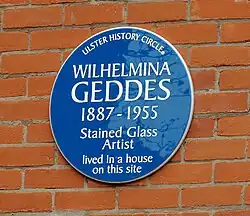 ULSTER HISTORY CIRCLE
WILHELMINA
GEDDES
1887-1955
Stained Glass
Artist
lived in a house
on this site